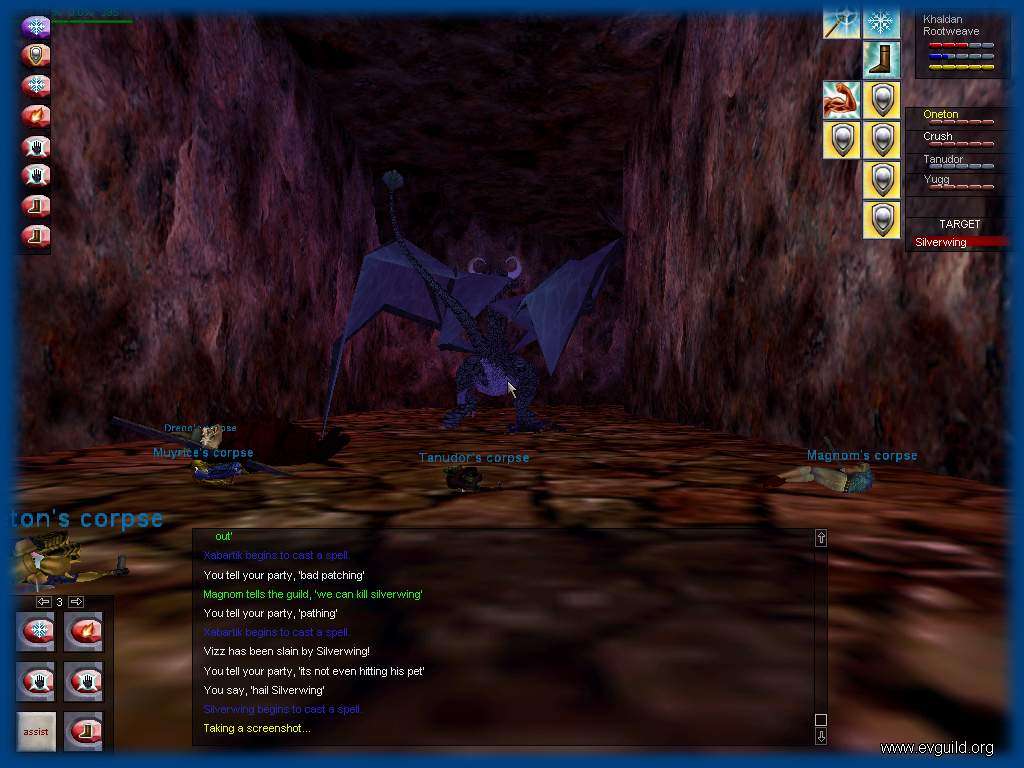 Khaldan
Rootweave
Oneton
Crush
Tanudor
Yugg
TARGET
Silverwing
corpse
Muyrice's corpse
Tanudor's corpse
Magnom's corpse
ton's corpse
out'
Xabartik begins to cast a spell.
You tell your party, 'bad patching'
Magnom tells the guild, 'we can kill silverwing'
You tell your party, 'pathing'
Xabartik begins to cast a spell.
Vizz has been slain by Silverwing!
You tell your party, 'its not even hitting his pet'
You say, 'hail Silverwing'
Silverwing begins to cast a spell.
Taking a screenshot...
3
assist
www.evguild.org